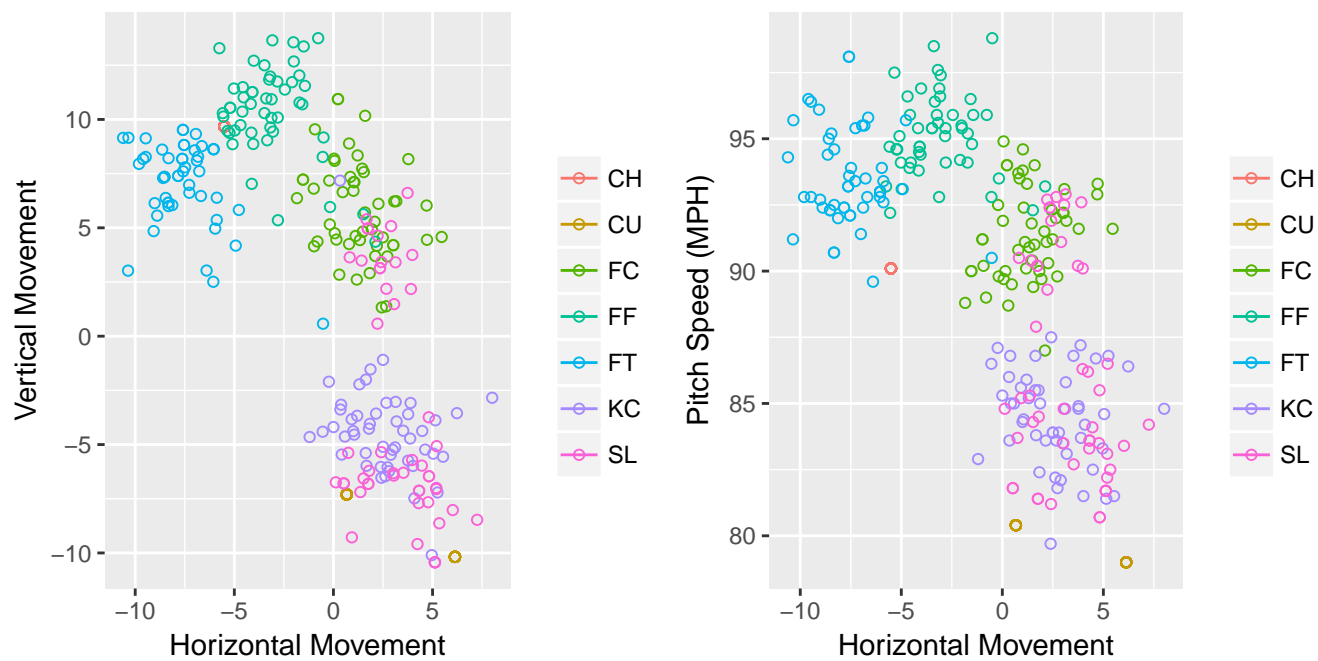 Vertical Movement
10
5
0
−5
−10
−10 −5 0 5
Horizontal Movement
CH
CU
FC
FF
FT
KC
SL
Pitch Speed (MPH)
95
90
85
80
−10 −5 0 5
Horizontal Movement
CH
CU
FC
FF
FT
KC
SL